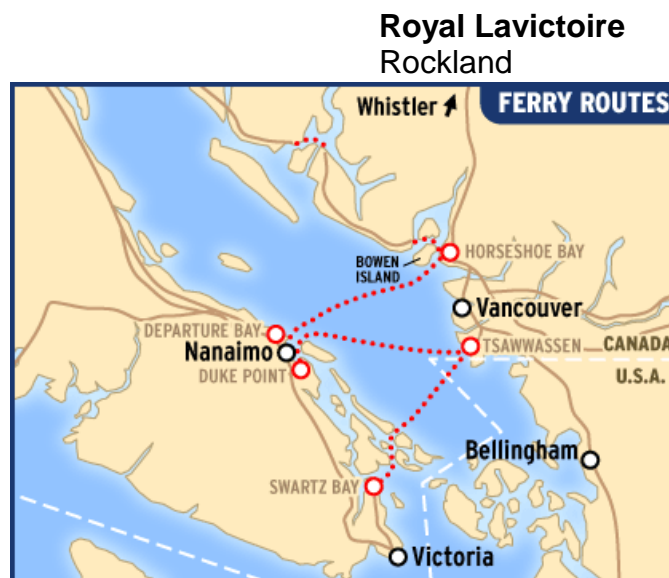 Royal Lavictoire
Rockland
Whistler
FERRY ROUTES
BOWEN
ISLAND
HORSESHOE BAY
Vancouver
DEPARTURE BAY
Nanaimo
TSAWWASSEN
CANADA
DUKE POINT
U.S.A.
Bellingham
SWARTZ BAY
Victoria